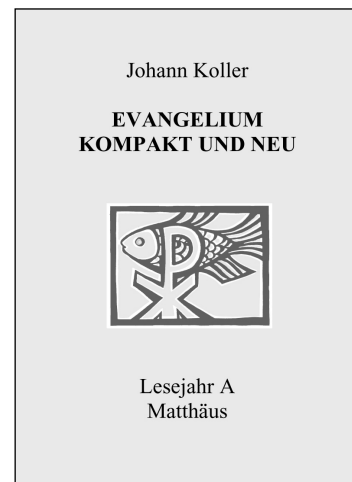 Johann Koller
EVANGELIUM
KOMPAKT UND NEU
Lesejahr A
Matthäus